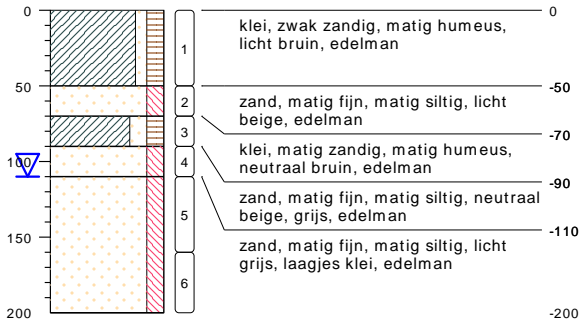 0
klei, zwak zandig, matig humeus,
licht bruin, edelman
0
1
50
-50
2
zand, matig fijn, matig siltig, licht
beige, edelman
-70
3
klei, matig zandig, matig humeus,
neutraal bruin, edelman
100
4
-90
zand, matig fijn, matig siltig, neutraal
beige, grijs, edelman
5
-110
150
zand, matig fijn, matig siltig, licht
grijs, laagjes klei, edelman
6
200
-200